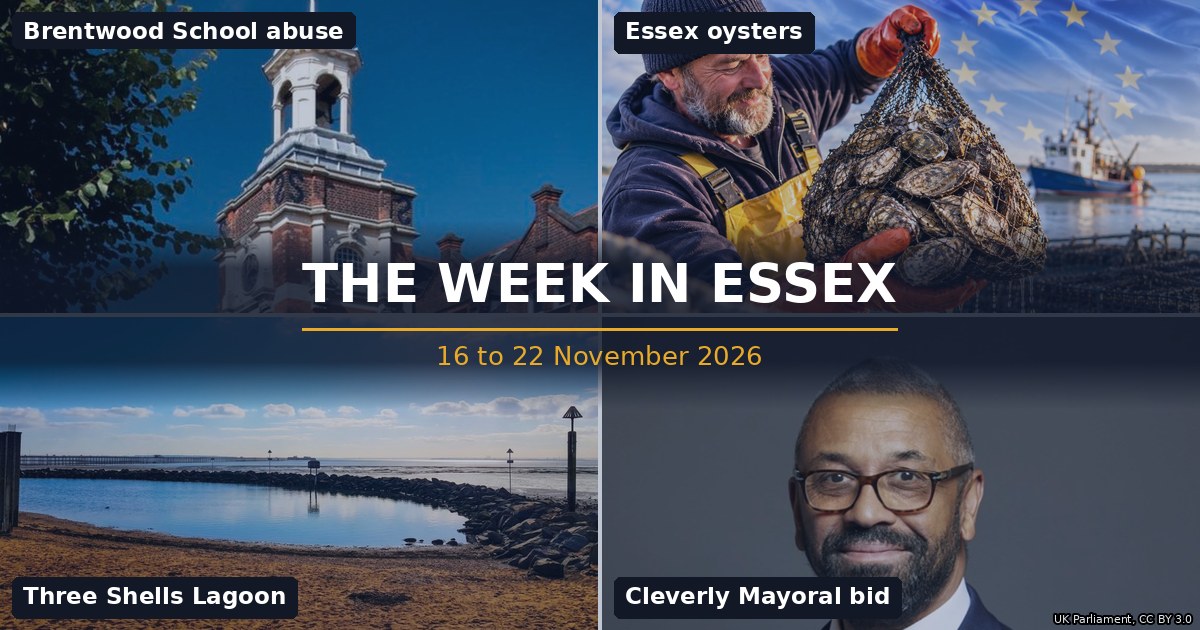 Brentwood School abuse
Essex oysters
THE WEEK IN ESSEX
16 to 22 November 2026
Three Shells Lagoon
Cleverly Mayoral bid
UK Parliament, CC BY 3.0